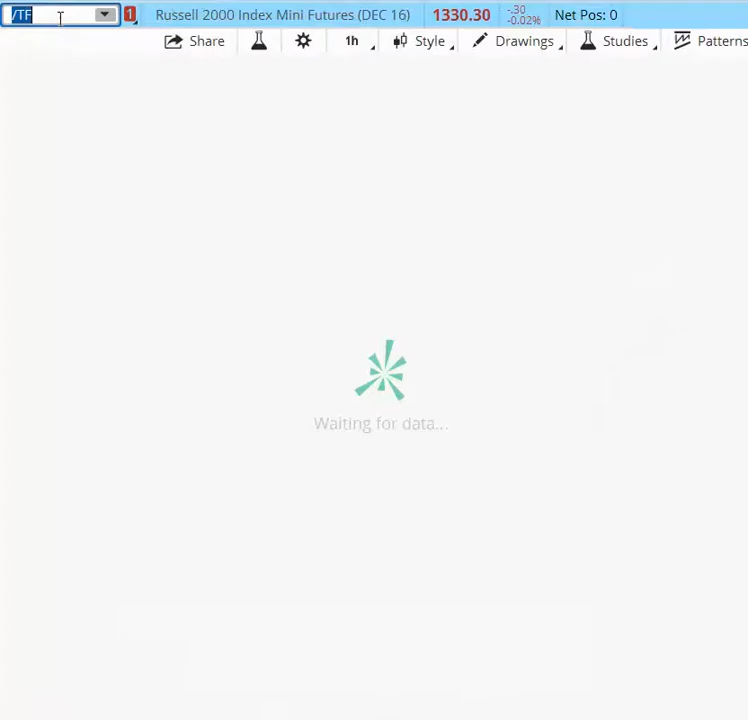 /TF 1 Russell 2000 Index Mini Futures (DEC 16) 1330.30 -.30 Net Pos: 0
-0.02%
Share 1h Style Drawings Studies Patterns
Waiting for data...